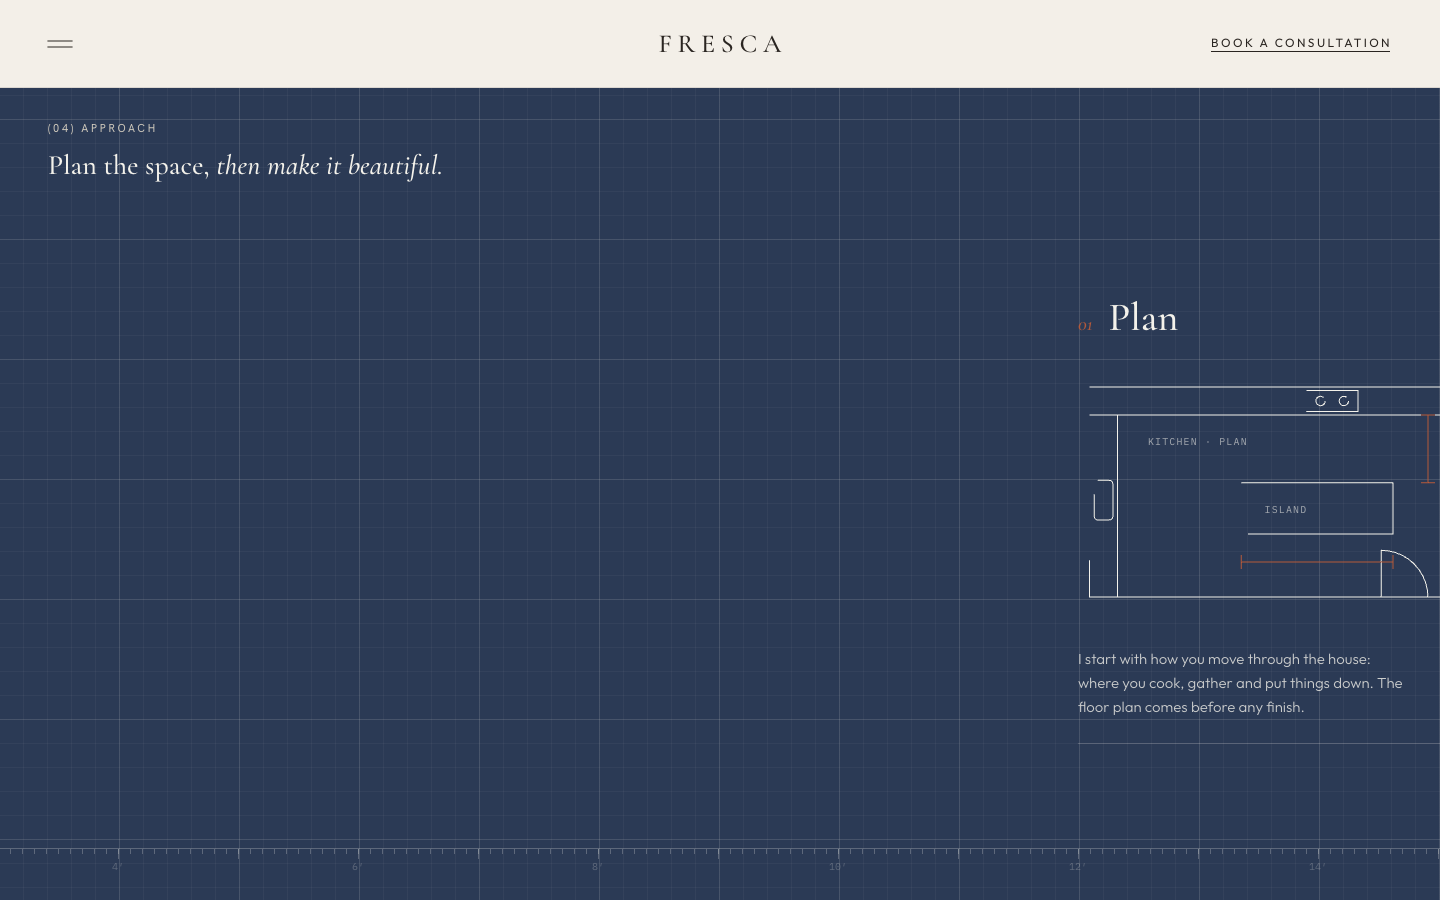 FRESCA
BOOK A CONSULTATION
(04) APPROACH
Plan the space, then make it beautiful.
01 Plan
KITCHEN · PLAN
ISLAND
I start with how you move through the house:
where you cook, gather and put things down. The
floor plan comes before any finish.
4' 6' 8' 10' 12' 14'